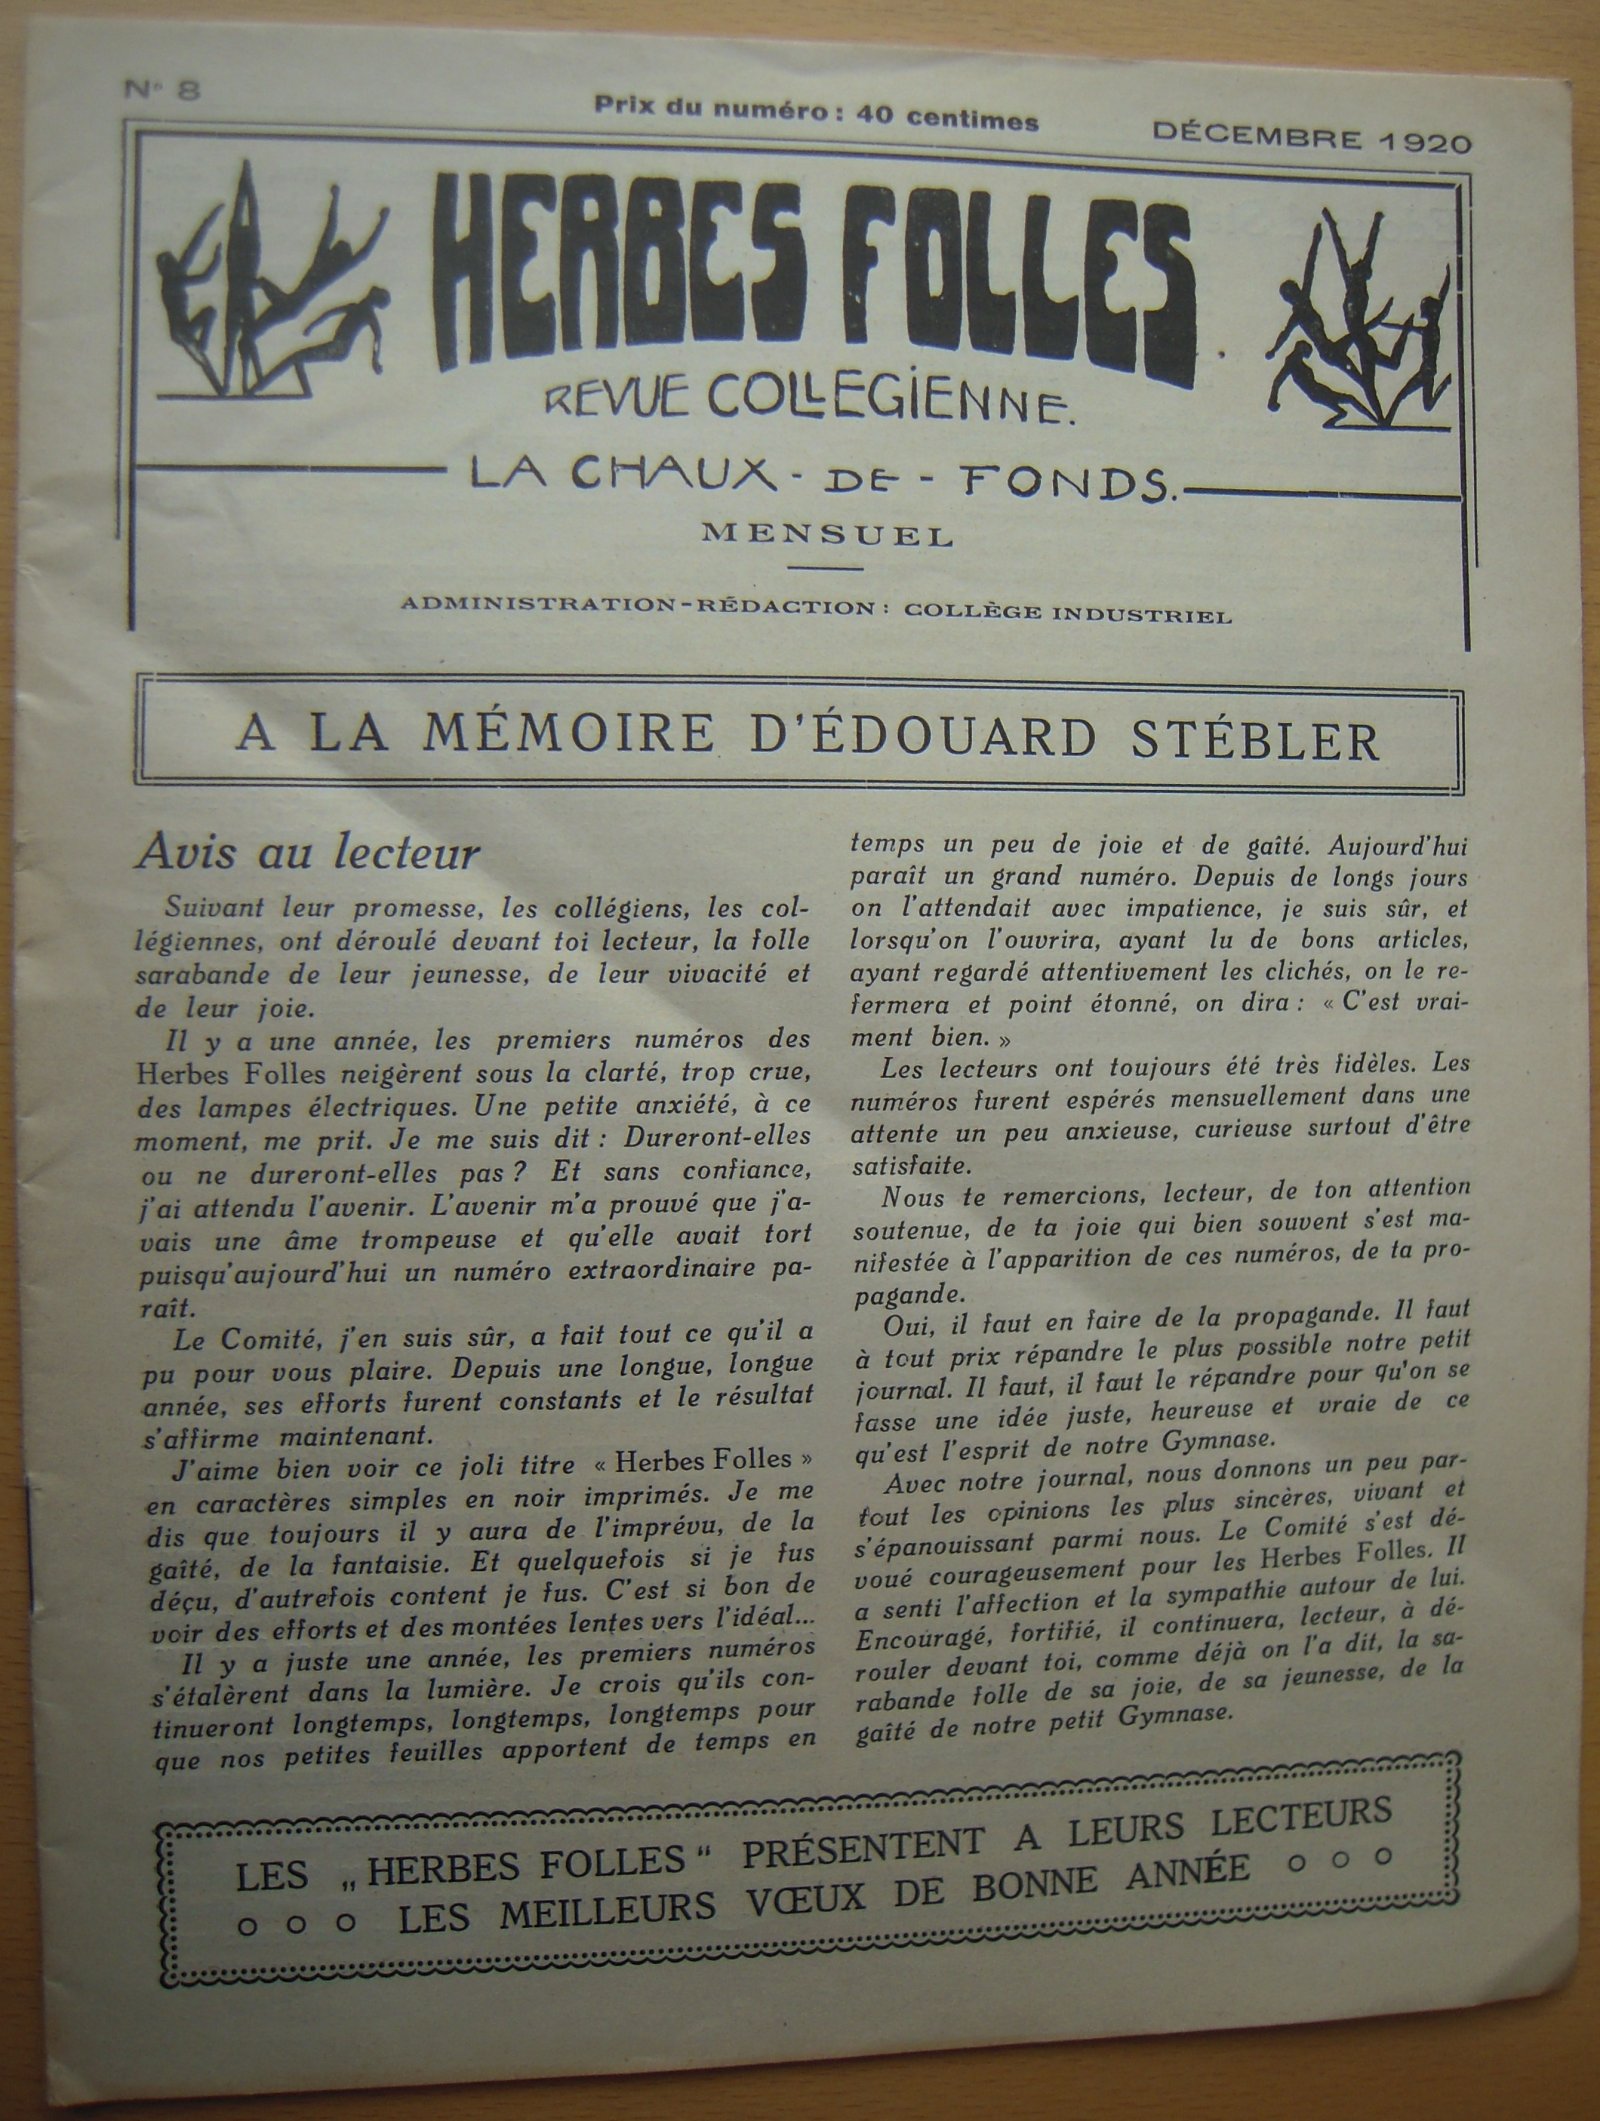 N° 8
Prix du numéro : 40 centimes
DÉCEMBRE 1920
HERBES FOLLES
REVUE COLLEGIENNE.
LA CHAUX-DE-FONDS.
MENSUEL
ADMINISTRATION-RÉDACTION : COLLÈGE INDUSTRIEL
A LA MÉMOIRE D'ÉDOUARD STÉBLER
Avis au lecteur
Suivant leur promesse, les collégiens, les col-
légiennes, ont déroulé devant toi lecteur, la folle
sarabande de leur jeunesse, de leur vivacité et
de leur joie.
Il y a une année, les premiers numéros des
Herbes Folles neigèrent sous la clarté, trop crue,
des lampes électriques. Une petite anxiété, à ce
moment, me prit. Je me suis dit : Dureront-elles
ou ne dureront-elles pas ? Et sans confiance,
j'ai attendu l'avenir. L'avenir m'a prouvé que j'a-
vais une âme trompeuse et qu'elle avait tort
puisqu'aujourd'hui un numéro extraordinaire pa-
raît.
Le Comité, j'en suis sûr, a fait tout ce qu'il a
pu pour vous plaire. Depuis une longue, longue
année, ses efforts furent constants et le résultat
s'affirme maintenant.
J'aime bien voir ce joli titre « Herbes Folles »
en caractères simples en noir imprimés. Je me
dis que toujours il y aura de l'imprévu, de la
gaîté, de la fantaisie. Et quelquefois si je fus
déçu, d'autrefois content je fus. C'est si bon de
voir des efforts et des montées lentes vers l'idéal...
Il y a juste une année, les premiers numéros
s'étalèrent dans la lumière. Je crois qu'ils con-
tinueront longtemps, longtemps, longtemps pour
que nos petites feuilles apportent de temps en
temps un peu de joie et de gaîté. Aujourd'hui
paraît un grand numéro. Depuis de longs jours
on l'attendait avec impatience, je suis sûr, et
lorsqu'on l'ouvrira, ayant lu de bons articles,
ayant regardé attentivement les clichés, on le re-
fermera et point étonné, on dira : « C'est vrai-
ment bien. »
Les lecteurs ont toujours été très fidèles. Les
numéros furent espérés mensuellement dans une
attente un peu anxieuse, curieuse surtout d'être
satisfaite.
Nous te remercions, lecteur, de ton attention
soutenue, de ta joie qui bien souvent s'est ma-
nifestée à l'apparition de ces numéros, de ta pro-
pagande.
Oui, il faut en faire de la propagande. Il faut
à tout prix répandre le plus possible notre petit
journal. Il faut, il faut le répandre pour qu'on se
fasse une idée juste, heureuse et vraie de ce
qu'est l'esprit de notre Gymnase.
Avec notre journal, nous donnons un peu par-
tout les opinions les plus sincères, vivant et
s'épanouissant parmi nous. Le Comité s'est dé-
voué courageusement pour les Herbes Folles. Il
a senti l'affection et la sympathie autour de lui.
Encouragé, fortifié, il continuera, lecteur, à dé-
rouler devant toi, comme déjà on l'a dit, la sa-
rabande folle de sa joie, de sa jeunesse, de la
gaîté de notre petit Gymnase.
LES „HERBES FOLLES“ PRÉSENTENT A LEURS LECTEURS
LES MEILLEURS VŒUX DE BONNE ANNÉE